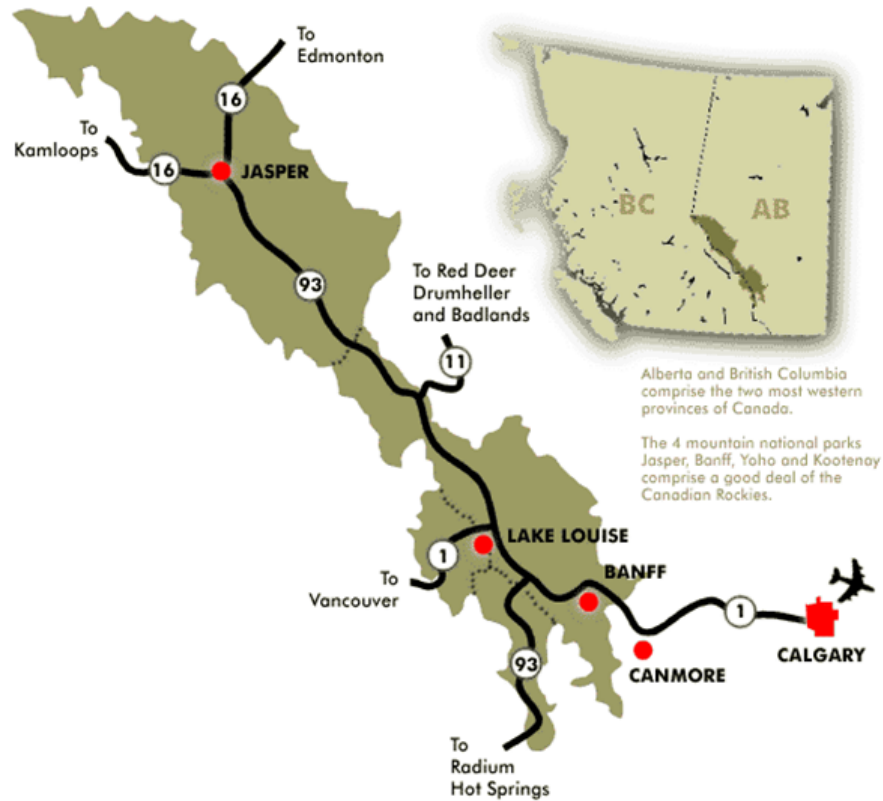 To
Edmonton
16
To
Kamloops
16
JASPER
BC
AB
93
To Red Deer
Drumheller
and Badlands
11
Alberta and British Columbia
comprise the two most western
provinces of Canada.
The 4 mountain national parks
Jasper, Banff, Yoho and Kootenay
comprise a good deal of the
Canadian Rockies.
LAKE LOUISE
1
To
Vancouver
BANFF
1
CALGARY
CANMORE
93
To
Radium
Hot Springs